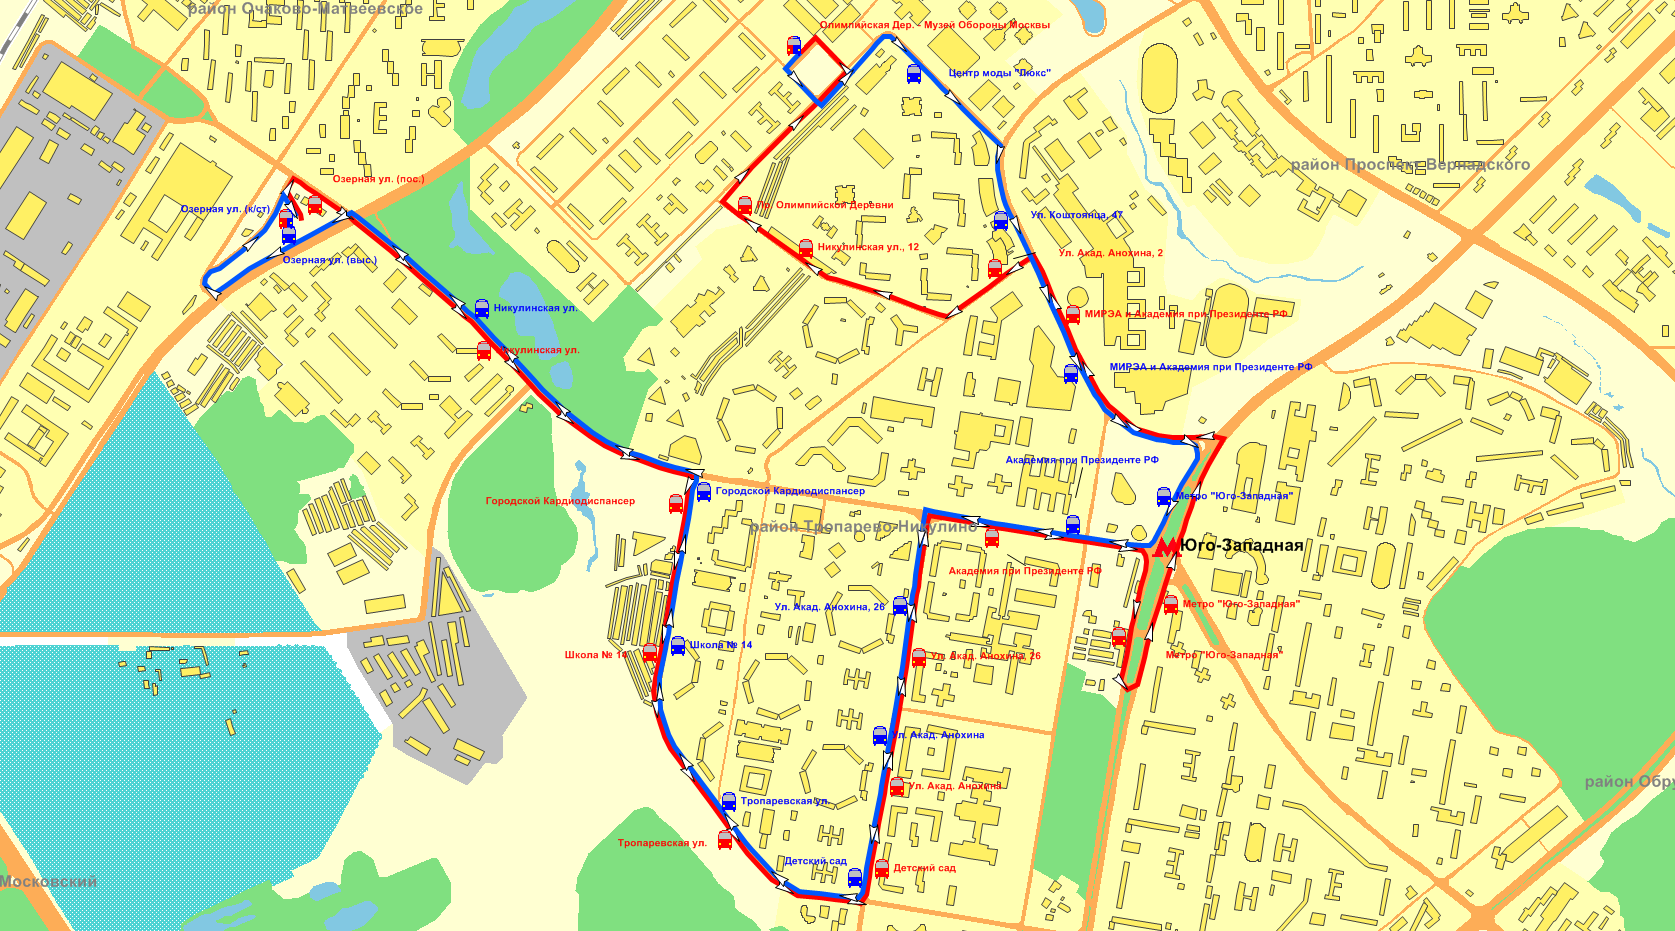 район Очаково-Матвеевское
Олимпийская Дер. - Музей Обороны Москвы
Центр моды "Люкс"
район Проспект Вернадского
Озерная ул. (пос.)
Озерная ул. (к/ст)
Пр. Олимпийской Деревни
Ул. Коштоянца, 47
Никулинская ул., 12
Ул. Акад. Анохина, 2
Озерная ул. (выс.)
Никулинская ул.
МИРЭА и Академия при Президенте РФ
Никулинская ул.
МИРЭА и Академия при Президенте РФ
Академия при Президенте РФ
Городской Кардиодиспансер
Метро "Юго-Западная"
Городской Кардиодиспансер
район Тропарево-Никулино
Юго-Западная
Академия при Президенте РФ
Ул. Акад. Анохина, 26
Метро "Юго-Западная"
Школа № 14
Школа № 14
Ул. Акад. Анохина, 26
Метро "Юго-Западная"
Ул. Акад. Анохина
район Обру
Ул. Акад. Анохина
Тропаревская ул.
Тропаревская ул.
Детский сад
Детский сад
Московский